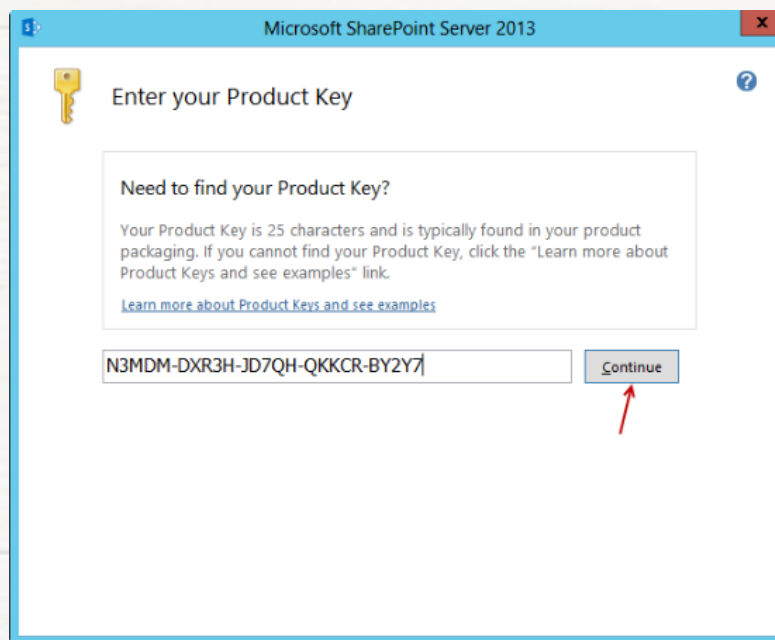 Microsoft SharePoint Server 2013
Enter your Product Key
Need to find your Product Key?
Your Product Key is 25 characters and is typically found in your product
packaging. If you cannot find your Product Key, click the "Learn more about
Product Keys and see examples" link.
Learn more about Product Keys and see examples
N3MDM-DXR3H-JD7QH-QKKCR-BY2Y7
Continue